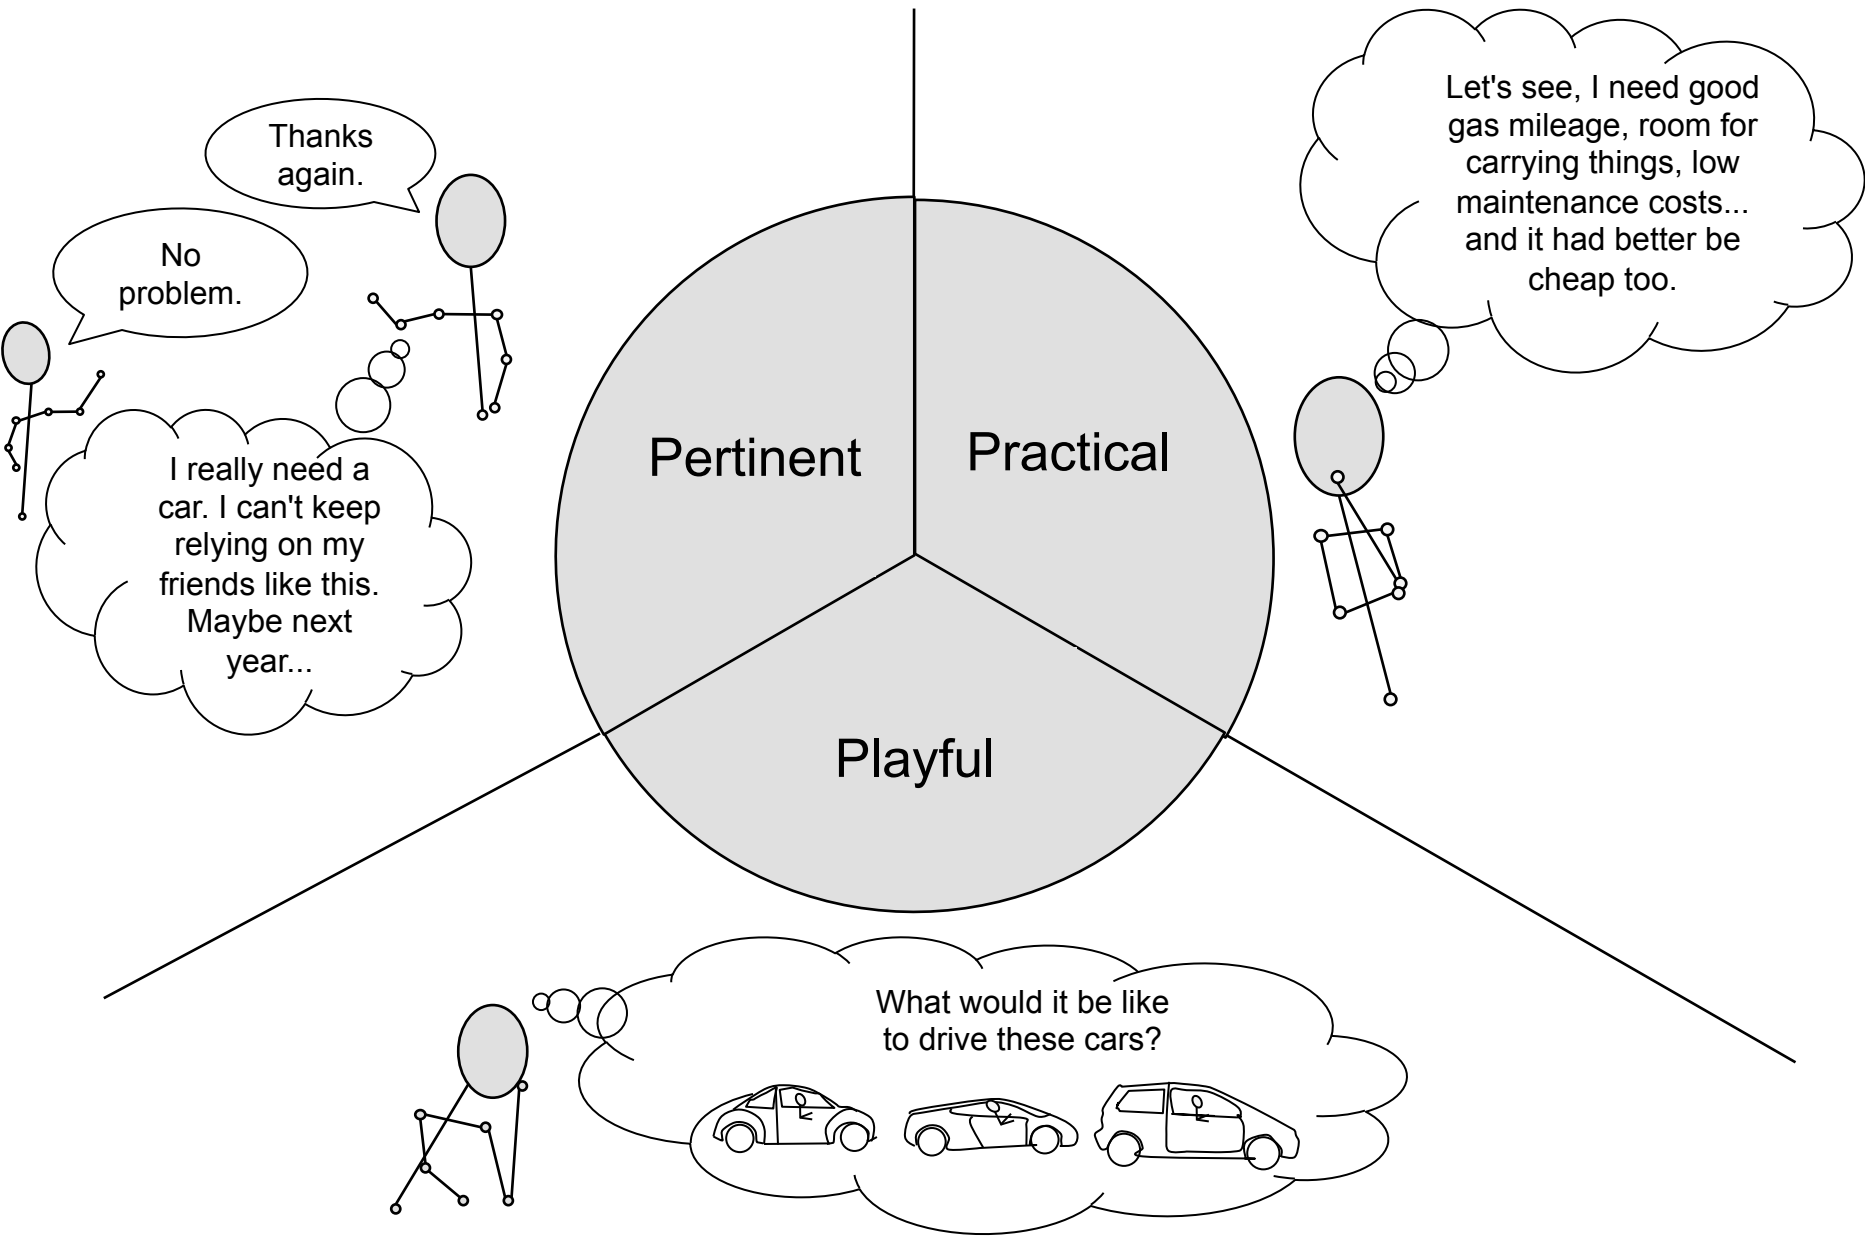 Thanks
again.
No
problem.
I really need a
car. I can't keep
relying on my
friends like this.
Maybe next
year...
Let's see, I need good
gas mileage, room for
carrying things, low
maintenance costs...
and it had better be
cheap too.
Pertinent
Practical
Playful
What would it be like
to drive these cars?